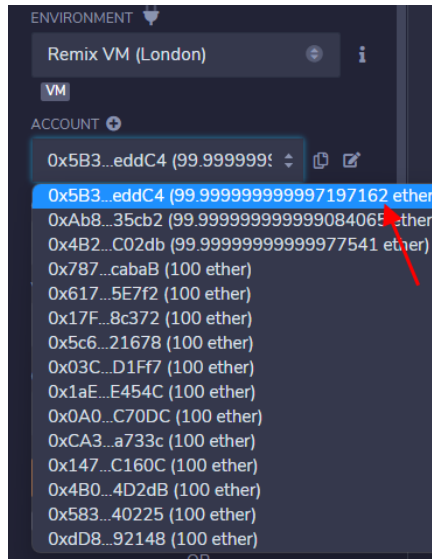 ENVIRONMENT
Remix VM (London)
VM
ACCOUNT
0x5B3...eddC4 (99.9999999
0x5B3...eddC4 (99.999999999997197162 ether
0xAb8...35cb2 (99.999999999999084065 ether
0x4B2...C02db (99.99999999999977541 ether)
0x787...cabaB (100 ether)
0x617...5E7f2 (100 ether)
0x17F...8c372 (100 ether)
0x5c6...21678 (100 ether)
0x03C...D1Ff7 (100 ether)
0x1aE...E454C (100 ether)
0x0A0...C70DC (100 ether)
0xCA3...a733c (100 ether)
0x147...C160C (100 ether)
0x4B0...4D2dB (100 ether)
0x583...40225 (100 ether)
0xdD8...92148 (100 ether)